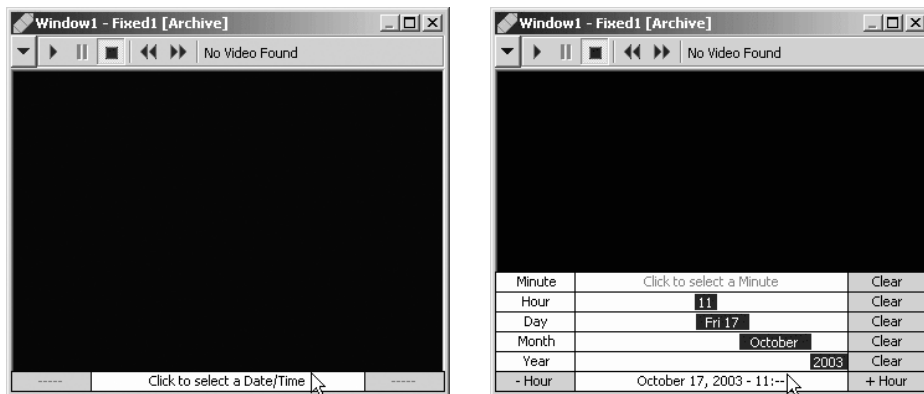 Window1 - Fixed1 [Archive]
No Video Found
----- Click to select a Date/Time -----
Window1 - Fixed1 [Archive]
No Video Found
Minute Click to select a Minute Clear
Hour 11 Clear
Day Fri 17 Clear
Month October Clear
Year 2003 Clear
- Hour October 17, 2003 - 11:-- + Hour